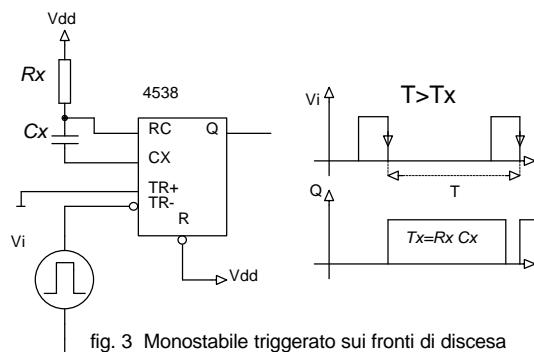 Vdd
Rx
Cx
4538
RC Q
CX
TR+
TR-
R
Vi
Vdd
Vi
T>Tx
T
Q
Tx=Rx Cx
fig. 3 Monostabile triggerato sui fronti di discesa